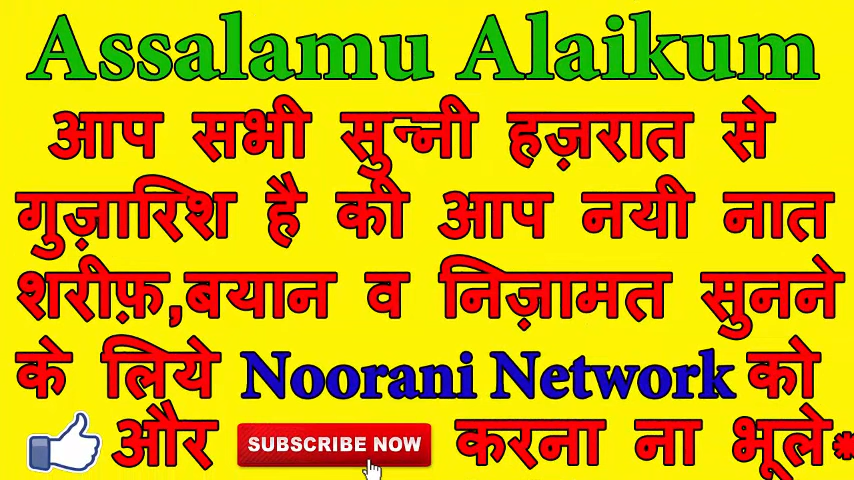 Assalamu Alaikum
आप सभी सुन्नी हज़रात से
गुज़ारिश है की आप नयी नात
शरीफ़,बयान व निज़ामत सुनने
के लिये Noorani Network को
और SUBSCRIBE NOW करना ना भूले*